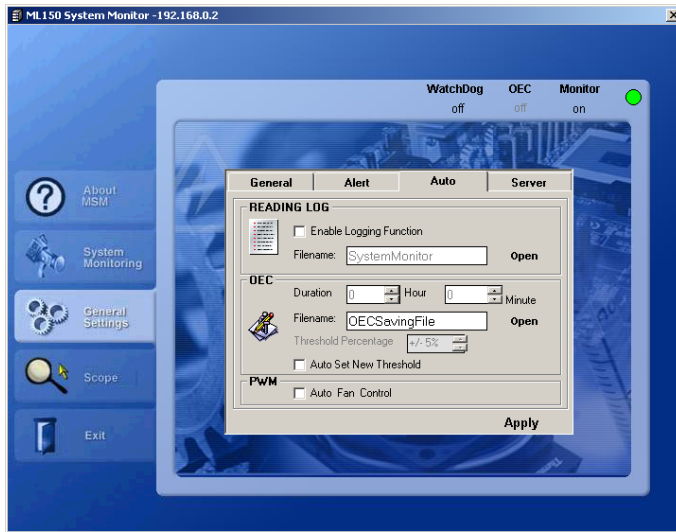 ML150 System Monitor -192.168.0.2
WatchDog OEC Monitor
off off on
About
MSM
System
Monitoring
General
Settings
Scope
Exit
General Alert Auto Server
READING LOG
Enable Logging Function
Filename: SystemMonitor Open
OEC
Duration 0 Hour 0 Minute
Filename: OECSavingFile Open
Threshold Percentage +/- 5%
Auto Set New Threshold
PWM
Auto Fan Control
Apply